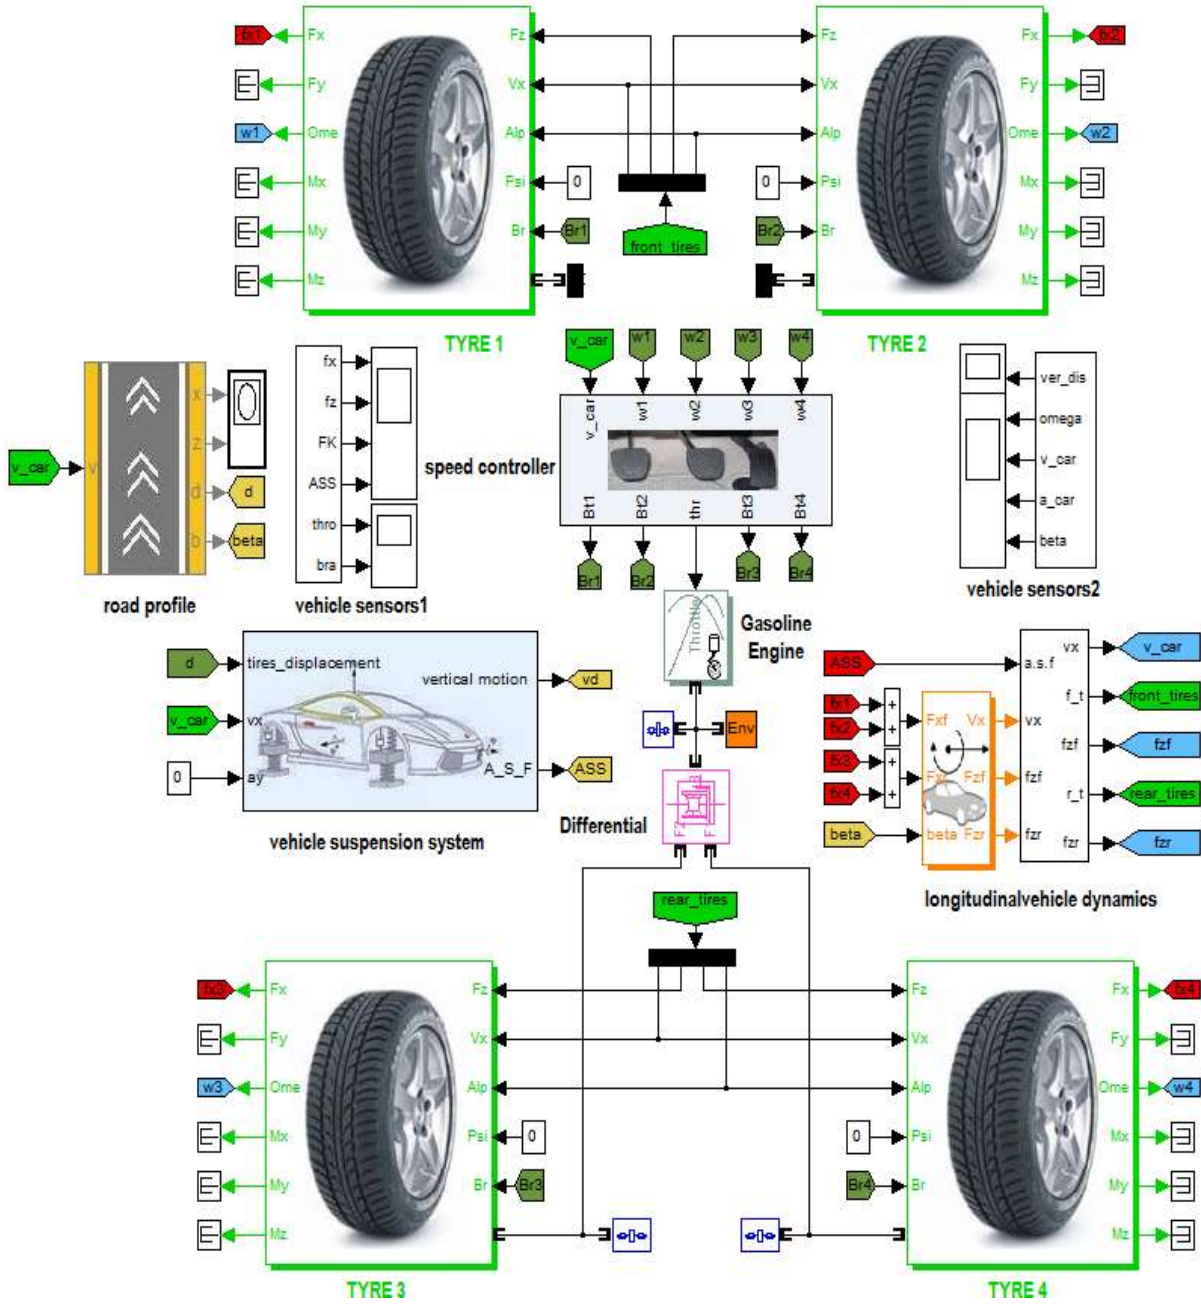 fx1
Fx
Fz
Fz
Fx
fx2
Fy
Vx
Vx
Fy
w1
Ome
Alp
Alp
Ome
w2
Mx
Psi
0
0
Psi
Mx
My
Br
Br1
front_tires
Br2
Br
My
Mz
Mz
TYRE 1
TYRE 2
v_car
w1
w2
w3
w4
v_car
w1
w2
w3
w4
speed controller
Bt1
Bt2
thr
Bt3
Bt4
Br1
Br2
Br3
Br4
v_car
v
x
z
d
d
b
beta
road profile
fx
fz
FK
ASS
thro
bra
vehicle sensors1
ver_dis
omega
v_car
a_car
beta
vehicle sensors2
Throttle
Gasoline
Engine
Env
d
tires_displacement
vertical motion
vd
v_car
vx
0
ay
A_S_F
ASS
vehicle suspension system
Differential
ASS
a.s.f
vx
v_car
fx1
fx2
Fxf
Vx
vx
f_t
front_tires
fx3
fx4
Fzf
fzf
fzf
fzf
r_t
rear_tires
beta
beta
Fzr
fzr
fzr
fzr
longitudinalvehicle dynamics
rear_tires
fx3
Fx
Fz
Fz
Fx
fx4
Fy
Vx
Vx
Fy
w3
Ome
Alp
Alp
Ome
w4
Mx
Psi
0
0
Psi
Mx
My
Br
Br3
Br4
Br
My
Mz
Mz
TYRE 3
TYRE 4